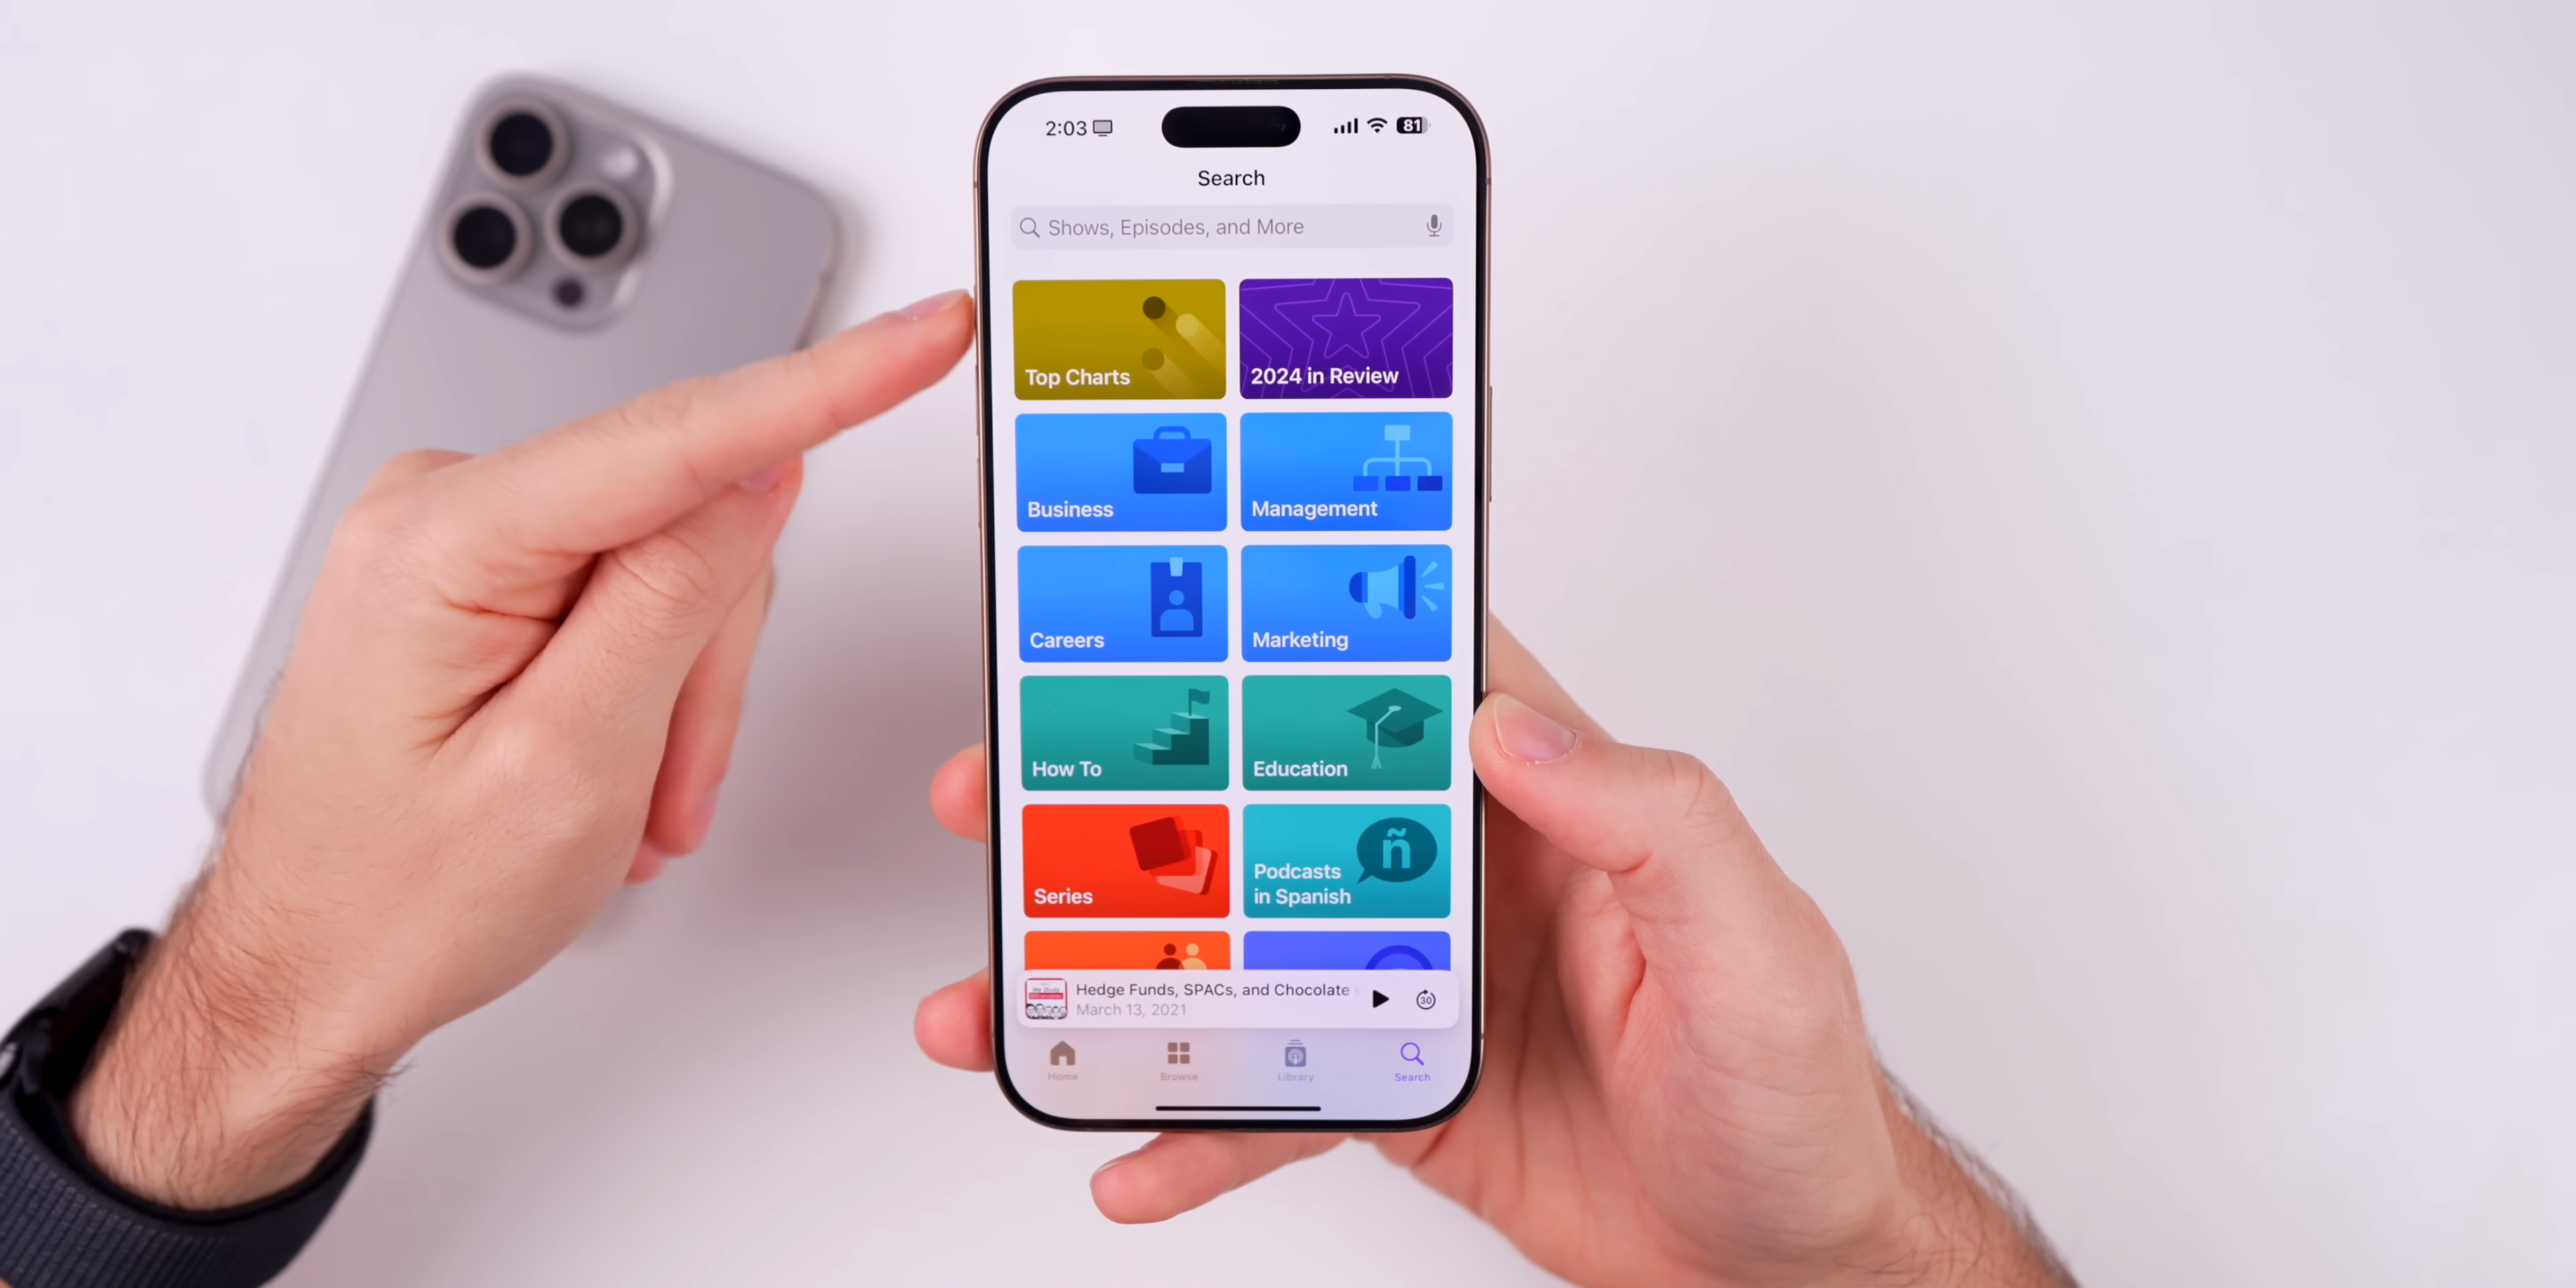 2:03
81
Search
Shows, Episodes, and More
Top Charts
2024 in Review
Business
Management
Careers
Marketing
How To
Education
Series
Podcasts
in Spanish
ñ
Hedge Funds, SPACs, and Chocolate
March 13, 2021
30
Home
Browse
Library
Search